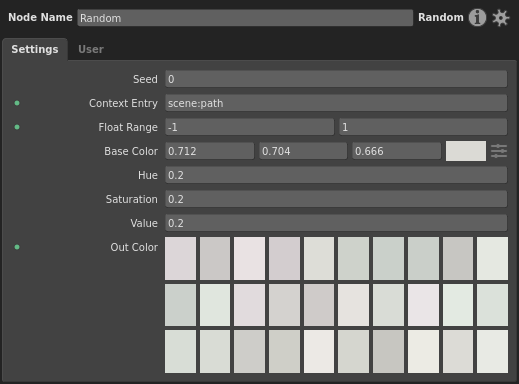 Node Name Random Random
Settings User
Seed 0
Context Entry scene:path
Float Range -1 1
Base Color 0.712 0.704 0.666
Hue 0.2
Saturation 0.2
Value 0.2
Out Color